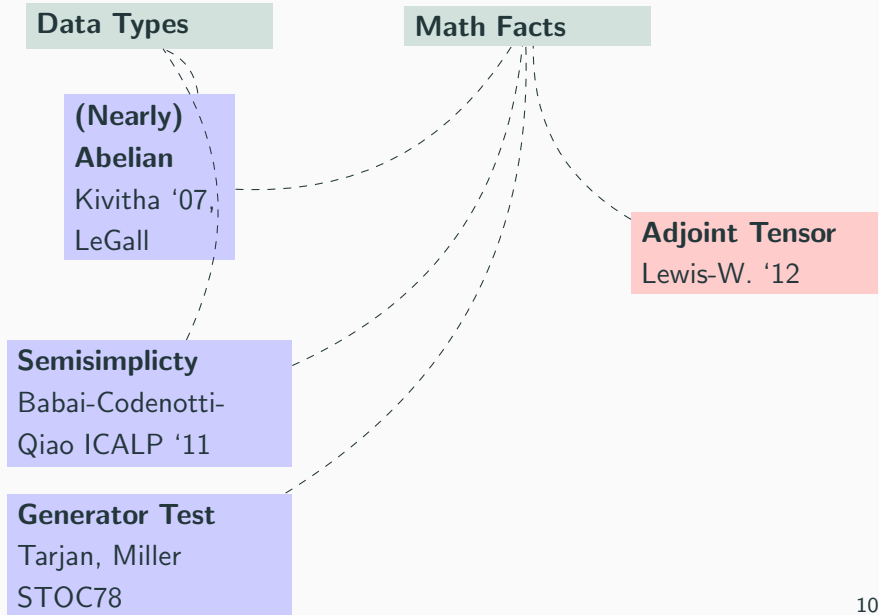 Data Types
Math Facts
(Nearly)
Abelian
Kivitha ‘07,
LeGall
Adjoint Tensor
Lewis-W. ‘12
Semisimplicty
Babai-Codenotti-
Qiao ICALP ‘11
Generator Test
Tarjan, Miller
STOC78
10